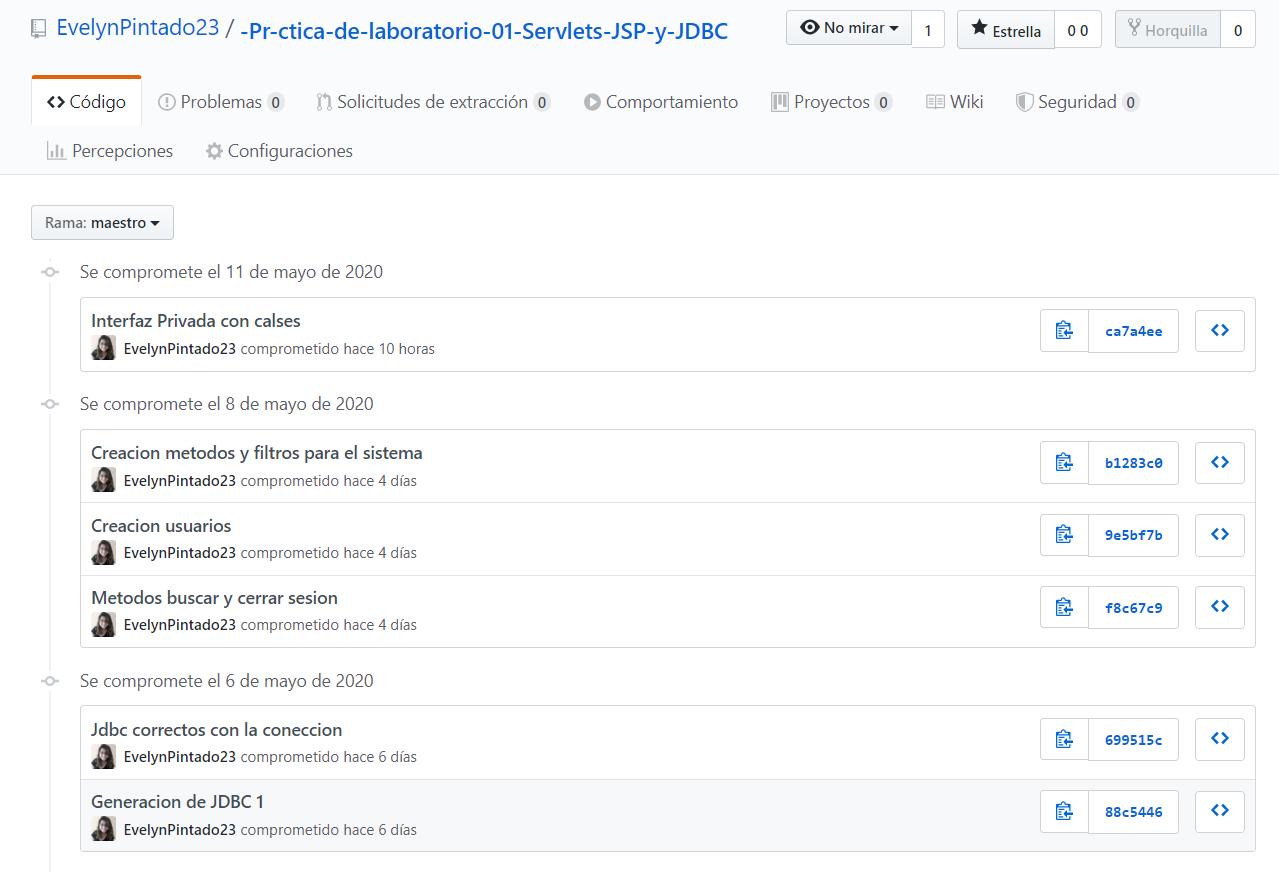 EvelynPintado23 / -Pr-ctica-de-laboratorio-01-Servlets-JSP-y-JDBC
No mirar 1 Estrella 0 0 Horquilla 0
Código Problemas 0 Solicitudes de extracción 0 Comportamiento Proyectos 0 Wiki Seguridad 0
Percepciones Configuraciones
Rama: maestro
Se compromete el 11 de mayo de 2020
Interfaz Privada con calses
EvelynPintado23 comprometido hace 10 horas
ca7a4ee
Se compromete el 8 de mayo de 2020
Creacion metodos y filtros para el sistema
EvelynPintado23 comprometido hace 4 días
b1283c0
Creacion usuarios
EvelynPintado23 comprometido hace 4 días
9e5bf7b
Metodos buscar y cerrar sesion
EvelynPintado23 comprometido hace 4 días
f8c67c9
Se compromete el 6 de mayo de 2020
Jdbc correctos con la coneccion
EvelynPintado23 comprometido hace 6 días
699515c
Generacion de JDBC 1
EvelynPintado23 comprometido hace 6 días
88c5446